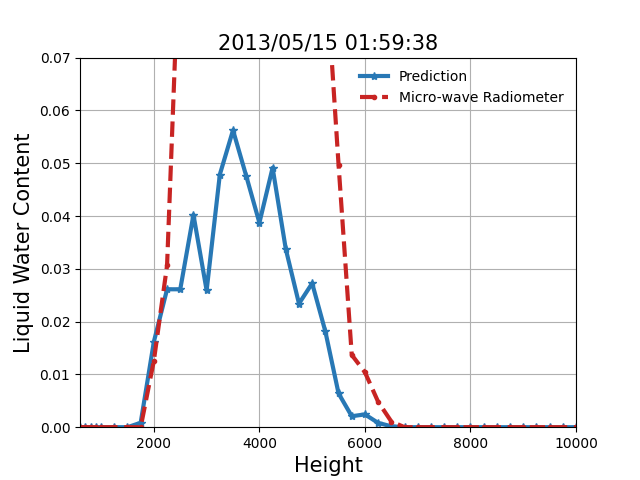 2013/05/15 01:59:38
Liquid Water Content
0.07
0.06
0.05
0.04
0.03
0.02
0.01
0.00
Prediction
Micro-wave Radiometer
2000 4000 6000 8000 10000
Height